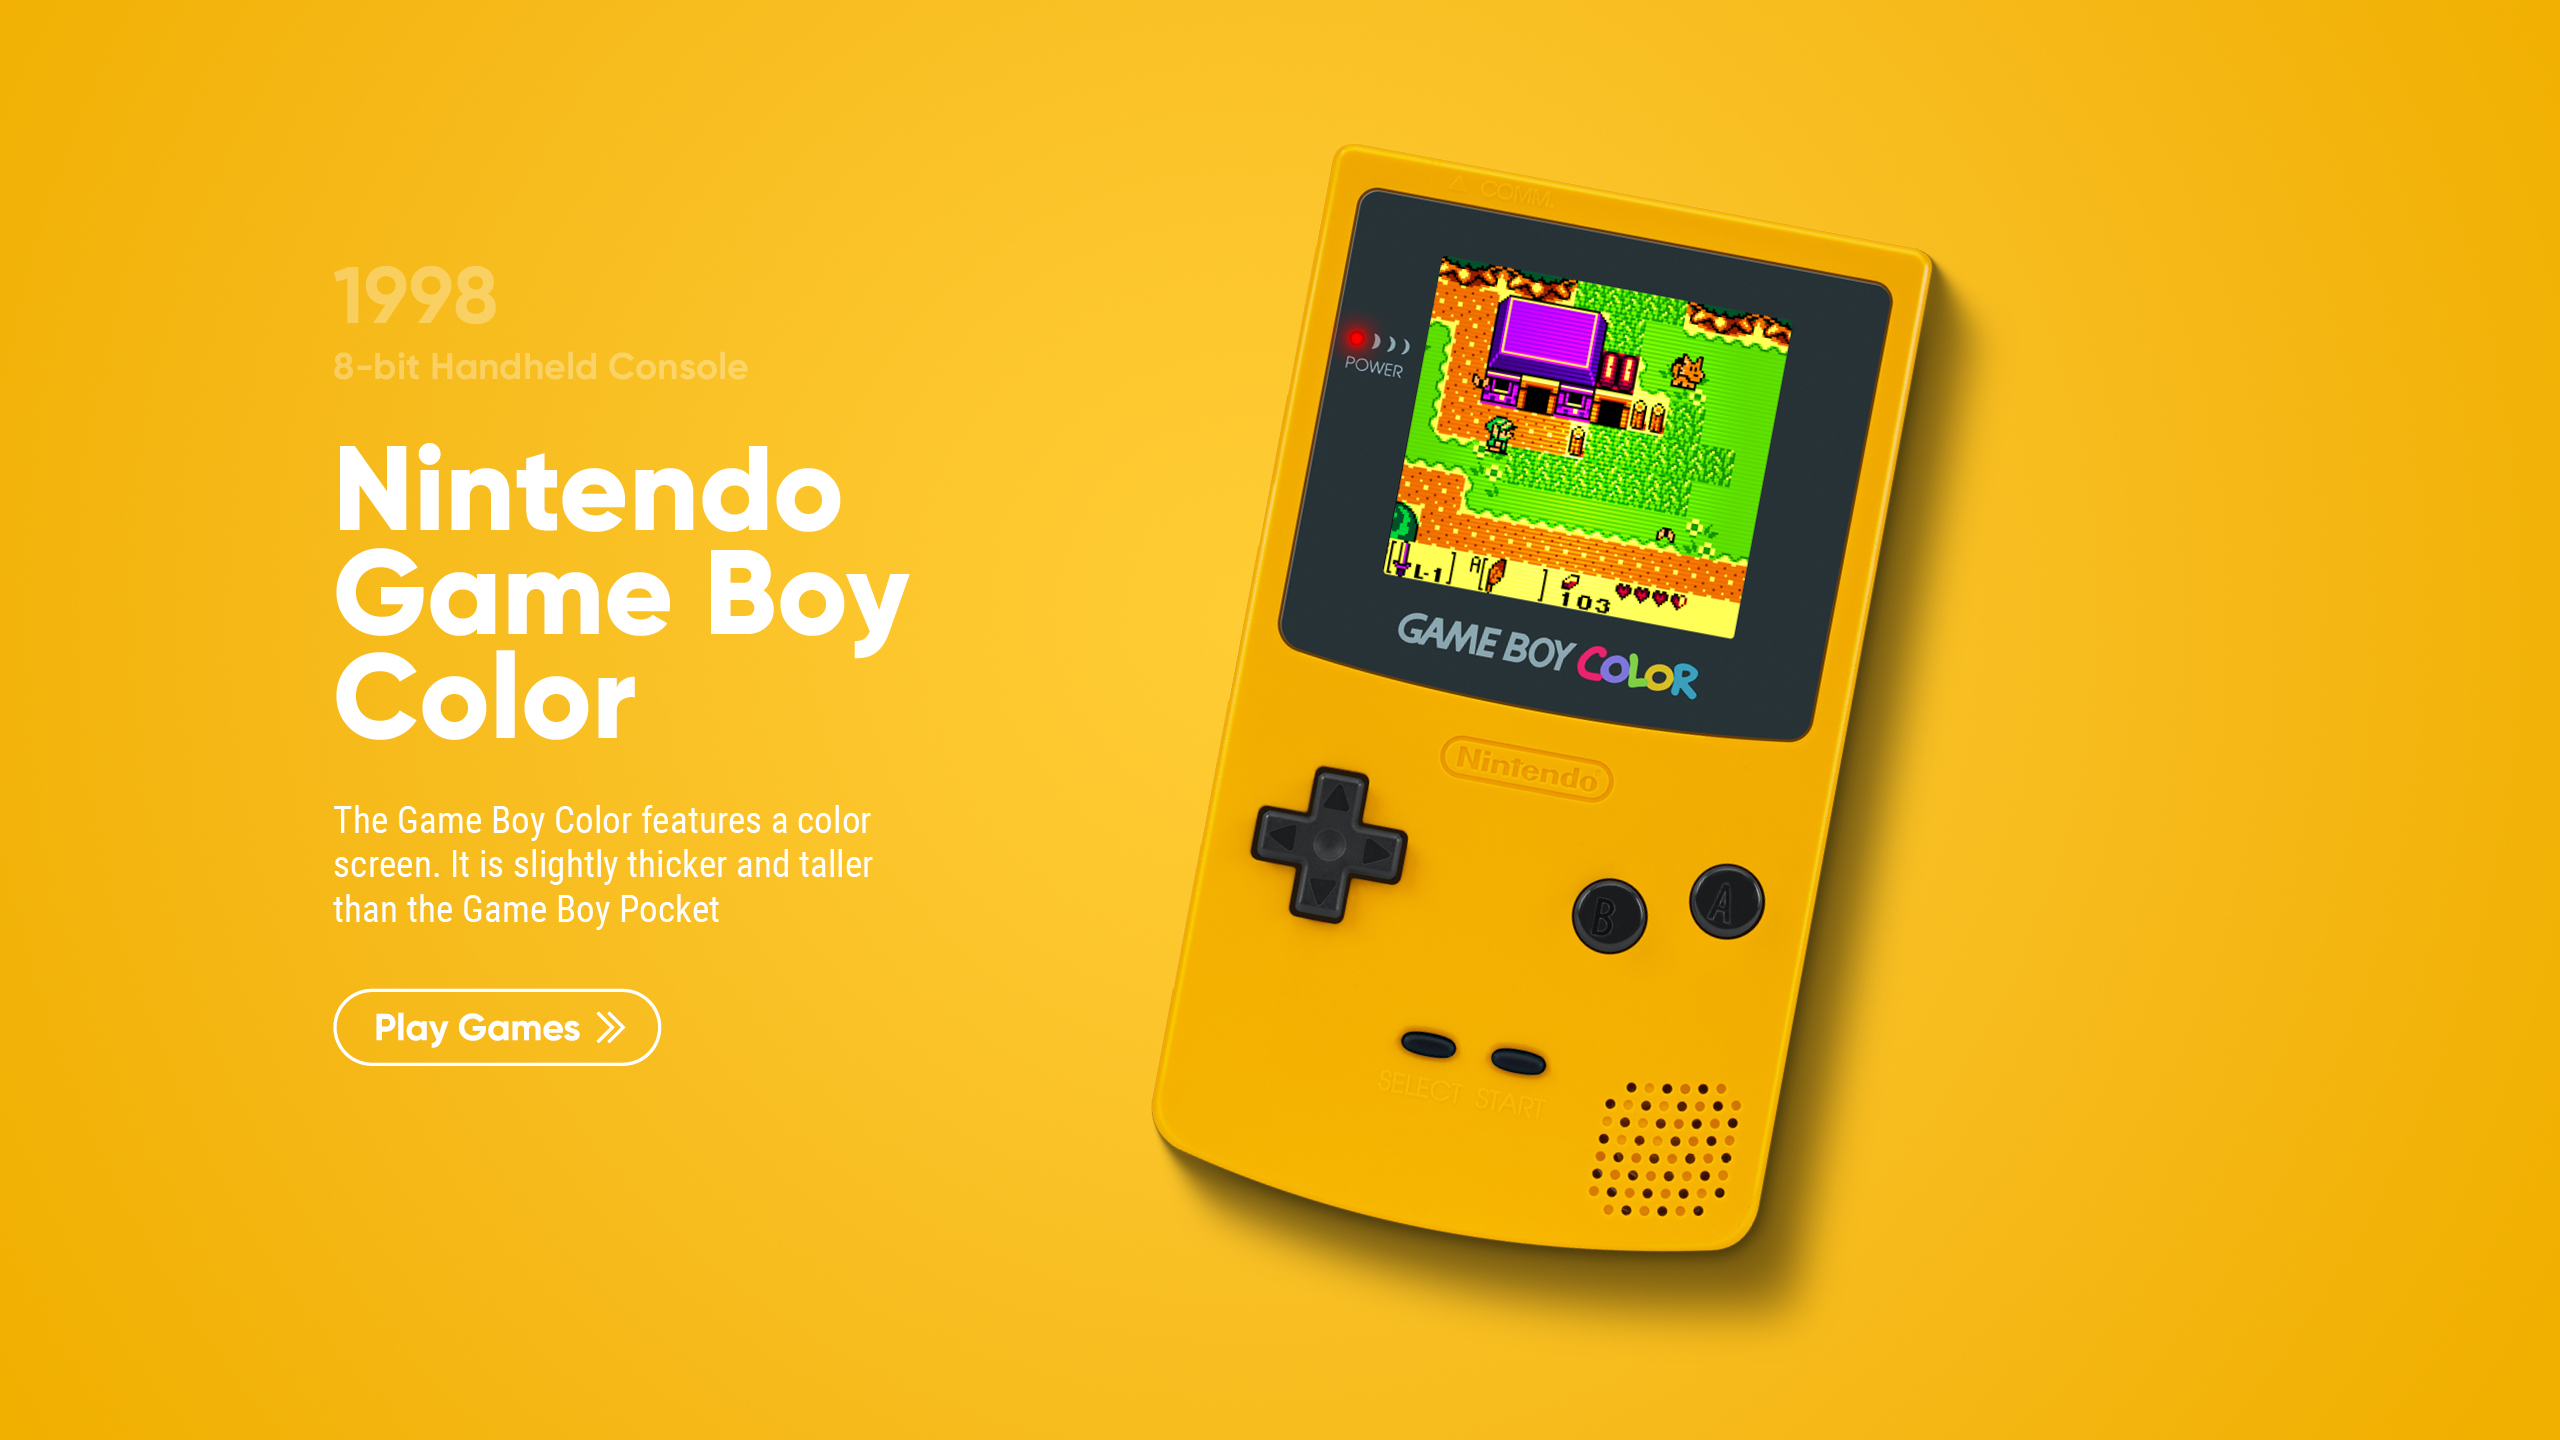 1998
8-bit Handheld Console
Nintendo
Game Boy
Color
The Game Boy Color features a color
screen. It is slightly thicker and taller
than the Game Boy Pocket
Play Games
COMM.
POWER
L-1
A
103
GAME BOY COLOR
Nintendo
B
A
SELECT START